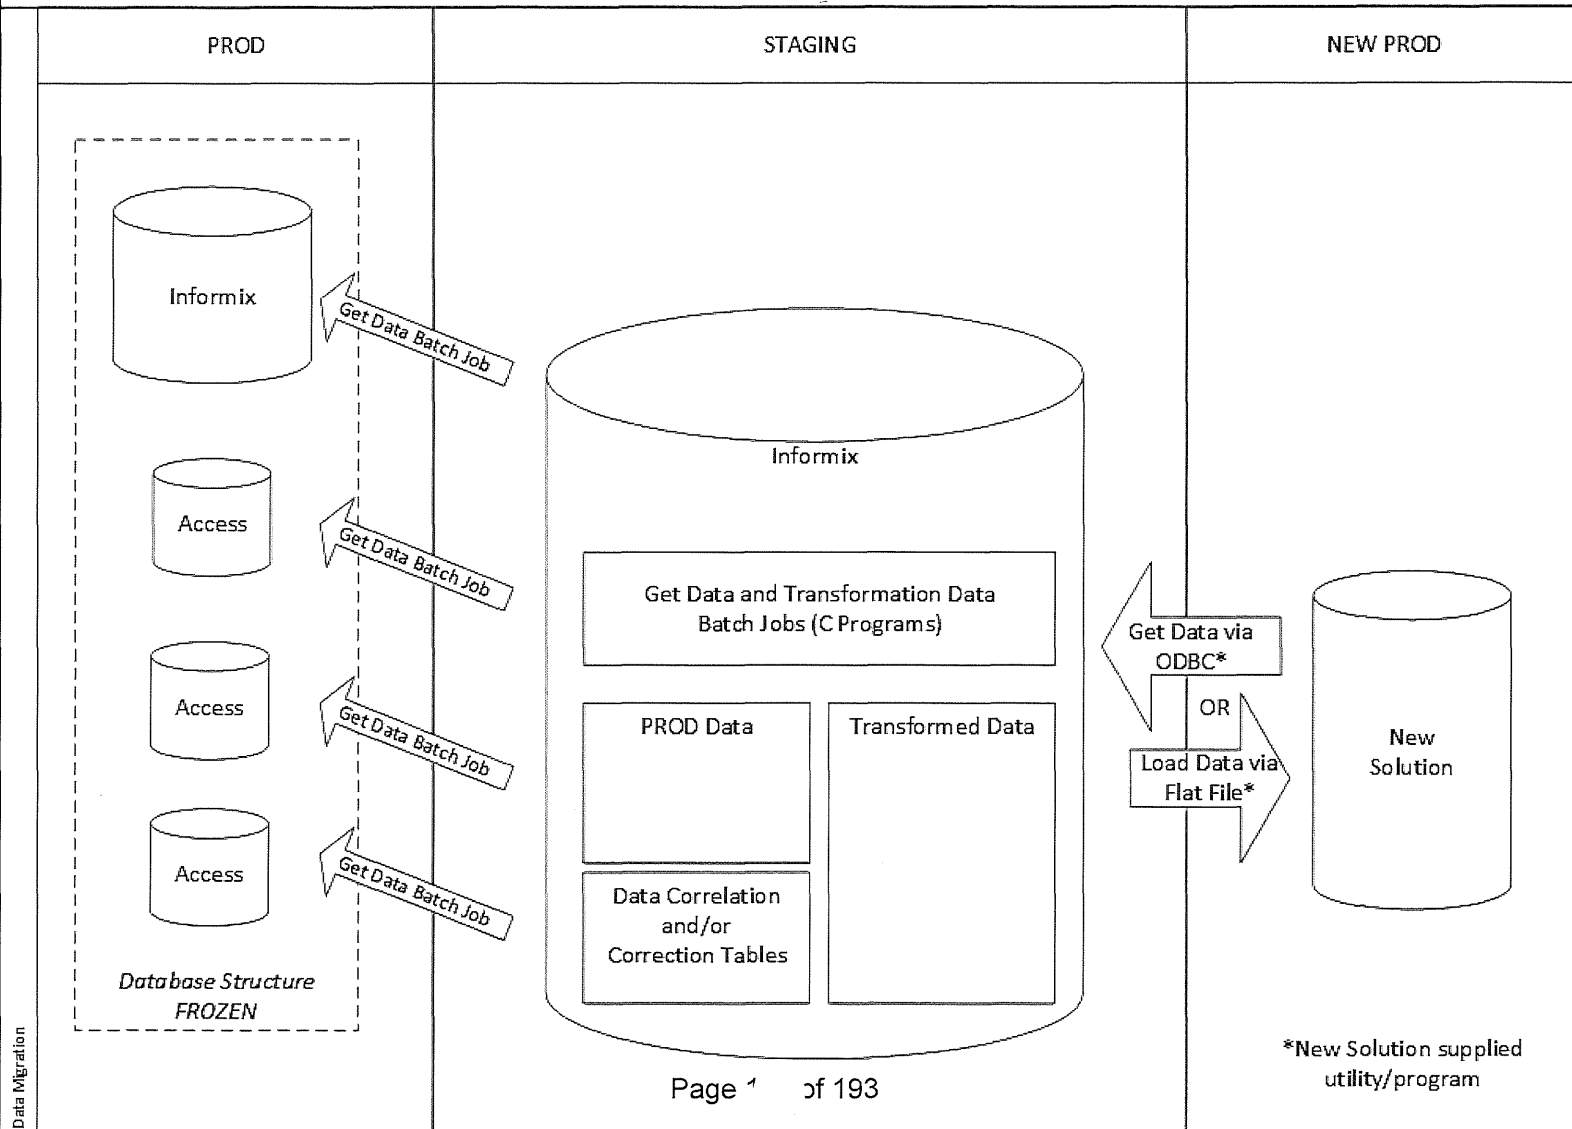 PROD
STAGING
NEW PROD
Informix
Get Data Batch Job
Access
Get Data Batch Job
Access
Get Data Batch Job
Access
Get Data Batch Job
Database Structure
FROZEN
Informix
Get Data and Transformation Data
Batch Jobs (C Programs)
PROD Data
Transformed Data
Data Correlation
and/or
Correction Tables
Get Data via
ODBC*
OR
Load Data via
Flat File*
New
Solution
*New Solution supplied
utility/program
Data Migration
Page of 193